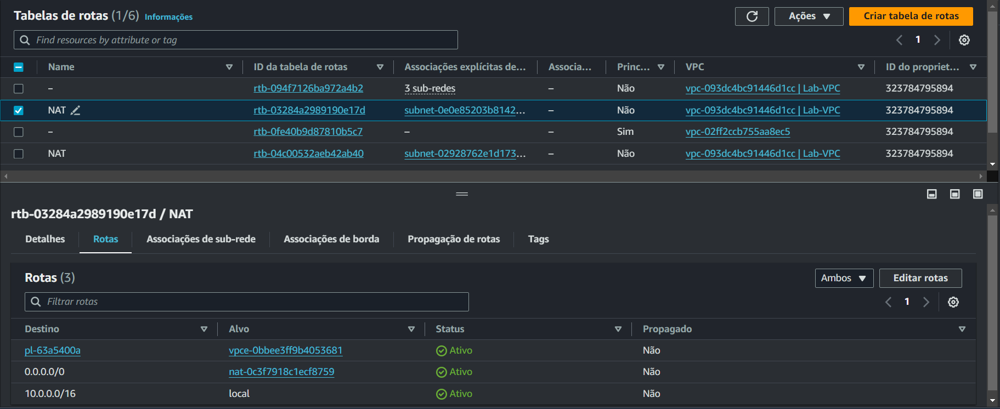 Tabelas de rotas (1/6) Informações
Ações
Criar tabela de rotas
Find resources by attribute or tag
1
Name ID da tabela de rotas Associações explícitas de... Associa... Princ... VPC ID do propriet...
– rtb-094f7126ba972a4b2 3 sub-redes – Não vpc-093dc4bc91446d1cc | Lab-VPC 323784795894
NAT rtb-03284a2989190e17d subnet-0e0e85203b8142... – Não vpc-093dc4bc91446d1cc | Lab-VPC 323784795894
– rtb-0fe40b9d87810b5c7 – – Sim vpc-02ff2ccb755aa8ec5 323784795894
NAT rtb-04c00532aeb42ab40 subnet-02928762e1d173... – Não vpc-093dc4bc91446d1cc | Lab-VPC 323784795894
rtb-03284a2989190e17d / NAT
Detalhes Rotas Associações de sub-rede Associações de borda Propagação de rotas Tags
Rotas (3)
Ambos
Editar rotas
Filtrar rotas
1
Destino Alvo Status Propagado
pl-63a5400a vpce-0bbee3ff9b4053681 Ativo Não
0.0.0.0/0 nat-0c3f7918c1ecf8759 Ativo Não
10.0.0.0/16 local Ativo Não